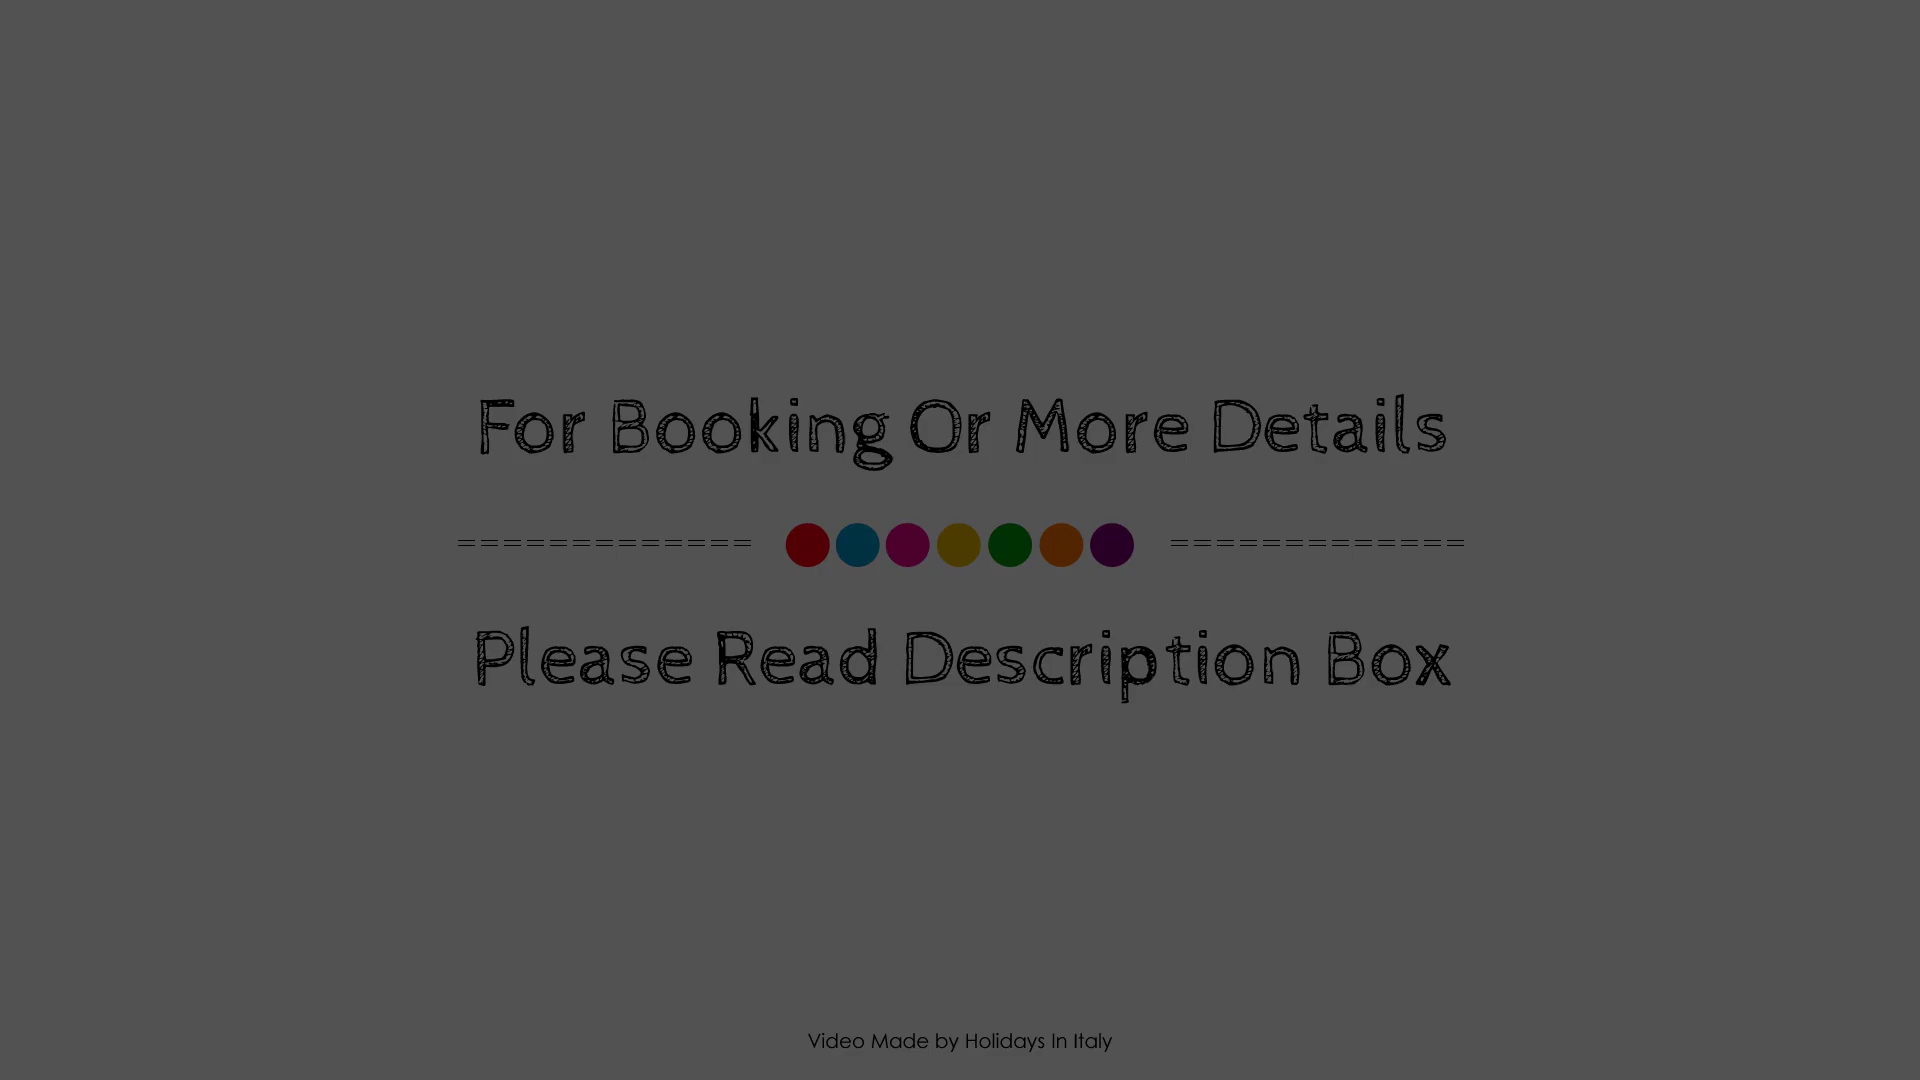 For Booking Or More Details
============= =============
Please Read Description Box
Video Made by Holidays In Italy